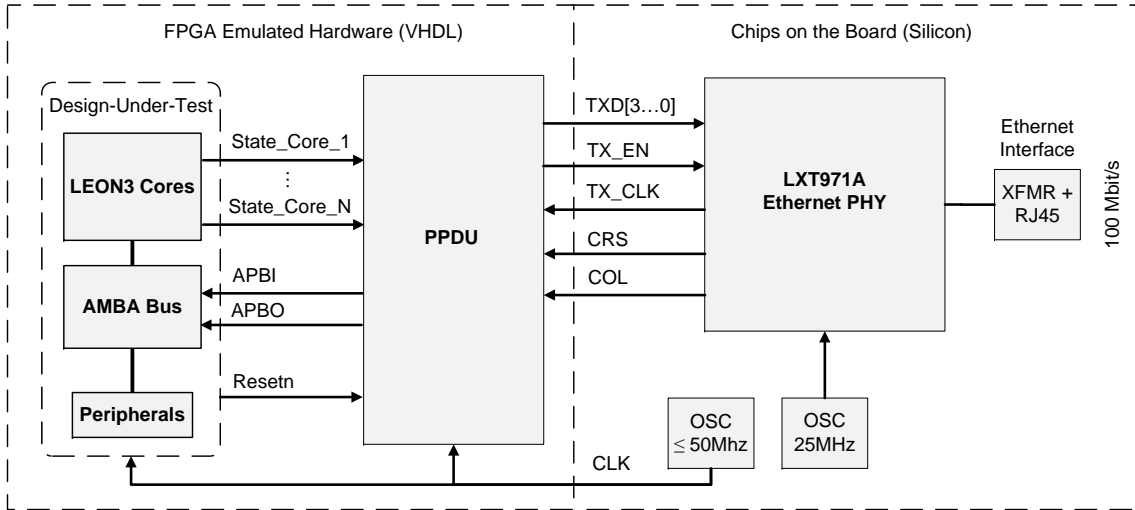 FPGA Emulated Hardware (VHDL)
Chips on the Board (Silicon)
Design-Under-Test
LEON3 Cores
AMBA Bus
Peripherals
State_Core_1
⋮
State_Core_N
APBI
APBO
Resetn
PPDU
TXD[3...0]
TX_EN
TX_CLK
CRS
COL
LXT971A
Ethernet PHY
Ethernet
Interface
XFMR +
RJ45
100 Mbit/s
OSC
≤ 50Mhz
OSC
25MHz
CLK